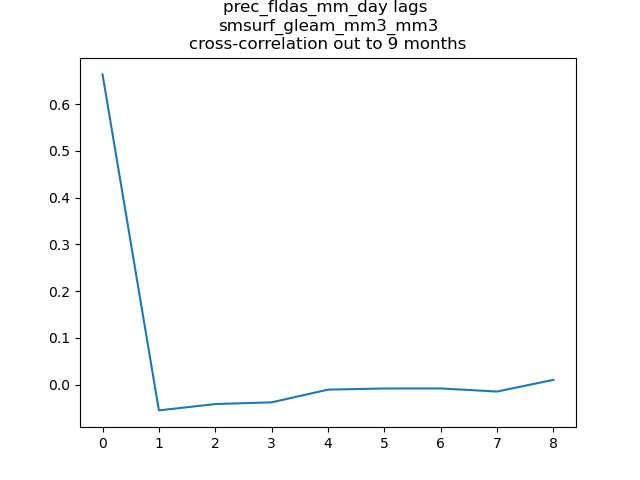 prec_fldas_mm_day lags
smsurf_gleam_mm3_mm3
cross-correlation out to 9 months
0.6
0.5
0.4
0.3
0.2
0.1
0.0
0 1 2 3 4 5 6 7 8